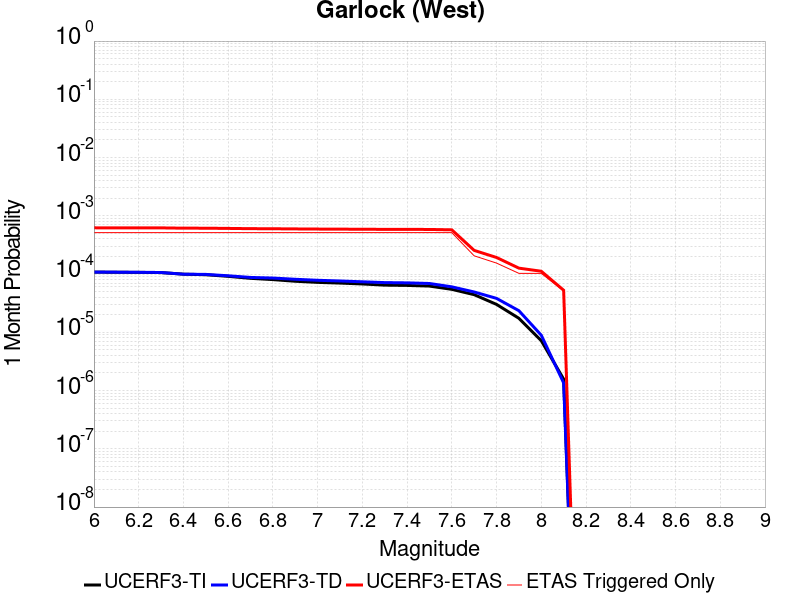 Garlock (West)
10^0
10^-1
10^-2
10^-3
10^-4
10^-5
10^-6
10^-7
10^-8
1 Month Probability
6 6.2 6.4 6.6 6.8 7 7.2 7.4 7.6 7.8 8 8.2 8.4 8.6 8.8 9
Magnitude
UCERF3-TI UCERF3-TD UCERF3-ETAS ETAS Triggered Only